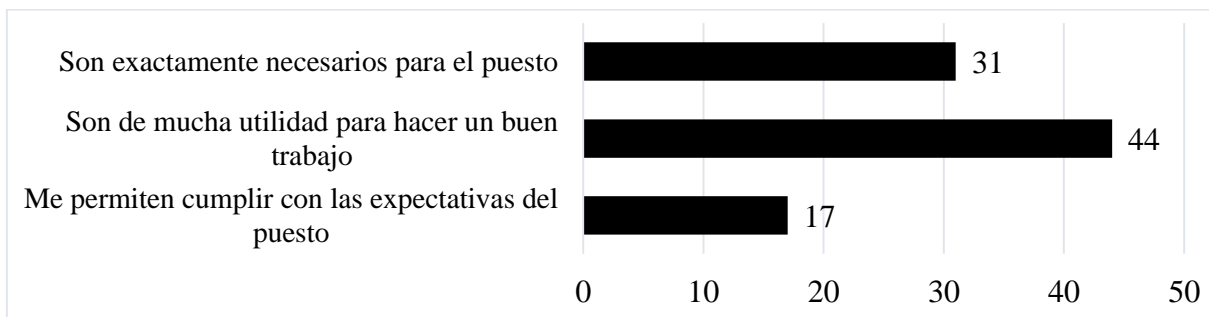 Son exactamente necesarios para el puesto
31
Son de mucha utilidad para hacer un buen
trabajo
44
Me permiten cumplir con las expectativas del
puesto
17
0 10 20 30 40 50